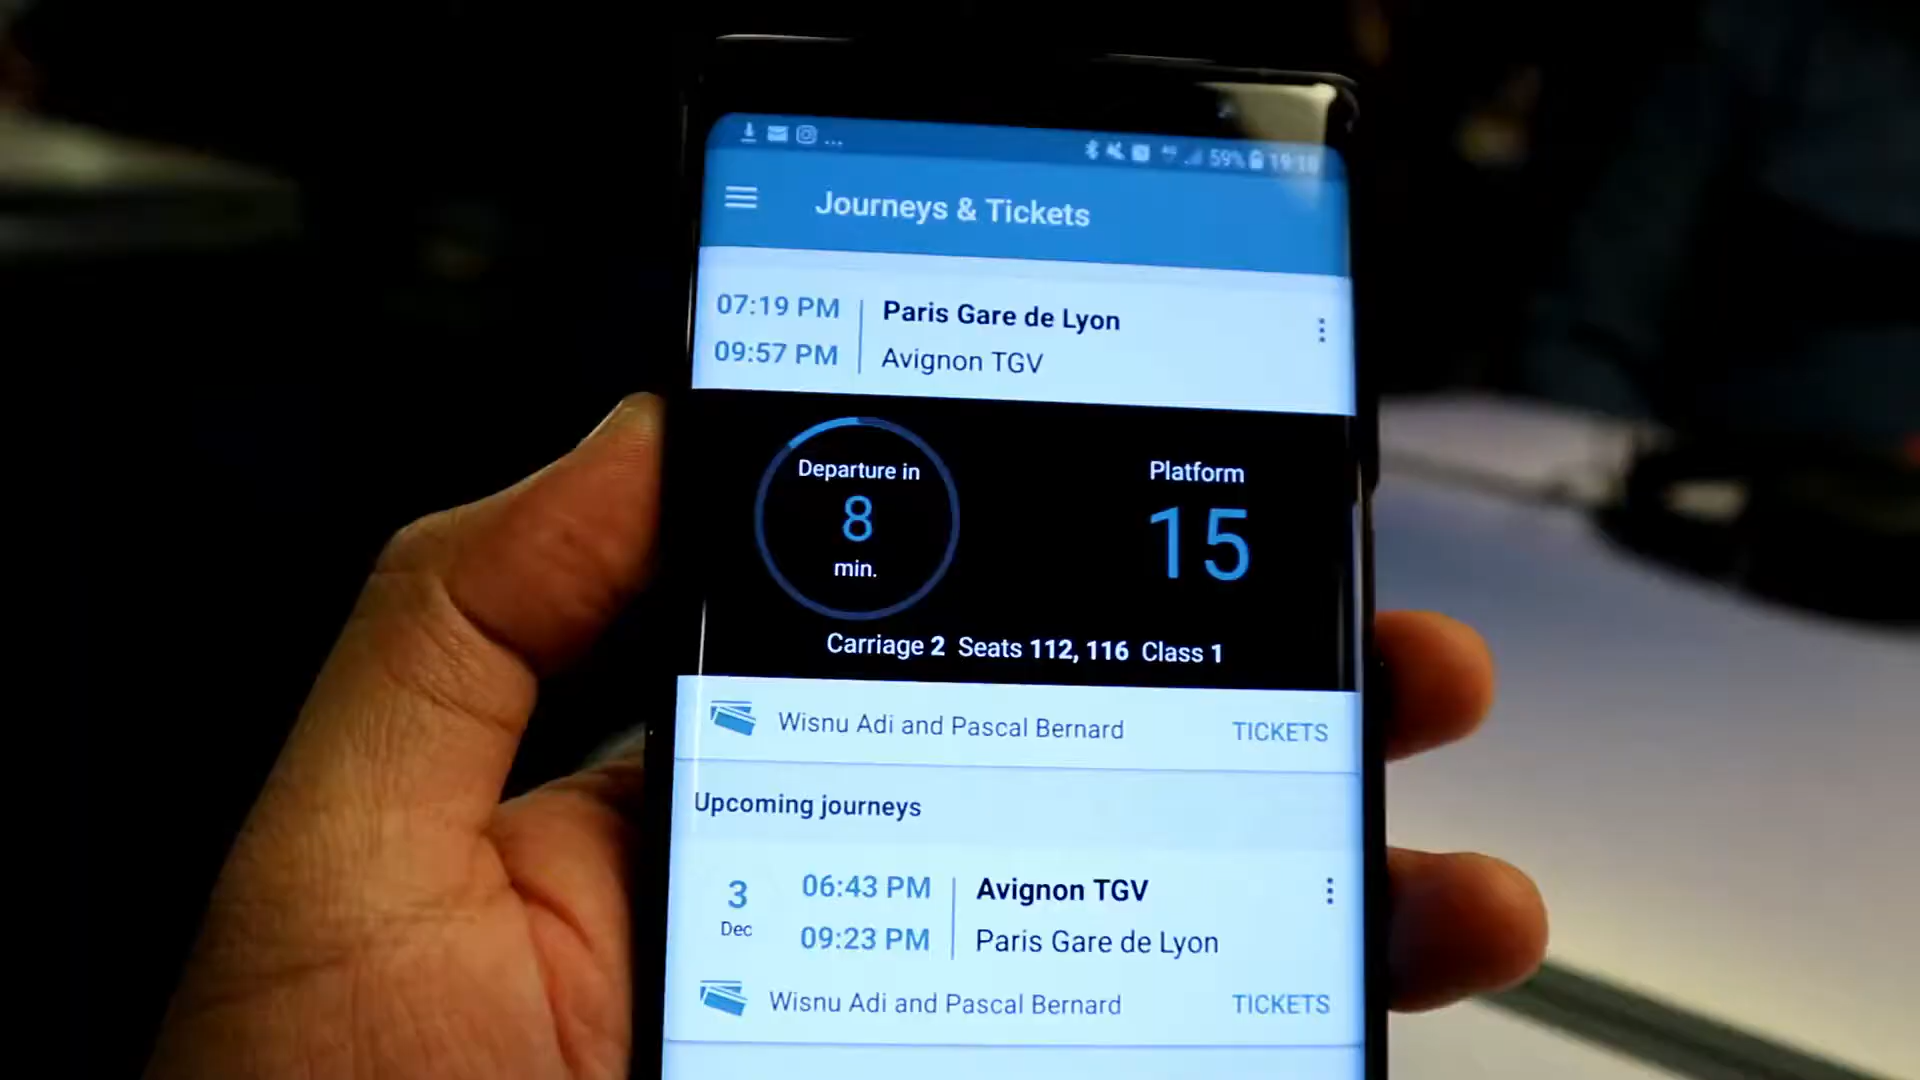 59%
Journeys & Tickets
07:19 PM Paris Gare de Lyon
09:57 PM Avignon TGV
Departure in
8
min.
Platform
15
Carriage 2 Seats 112, 116 Class 1
Wisnu Adi and Pascal Bernard TICKETS
Upcoming journeys
3
Dec
06:43 PM Avignon TGV
09:23 PM Paris Gare de Lyon
Wisnu Adi and Pascal Bernard TICKETS